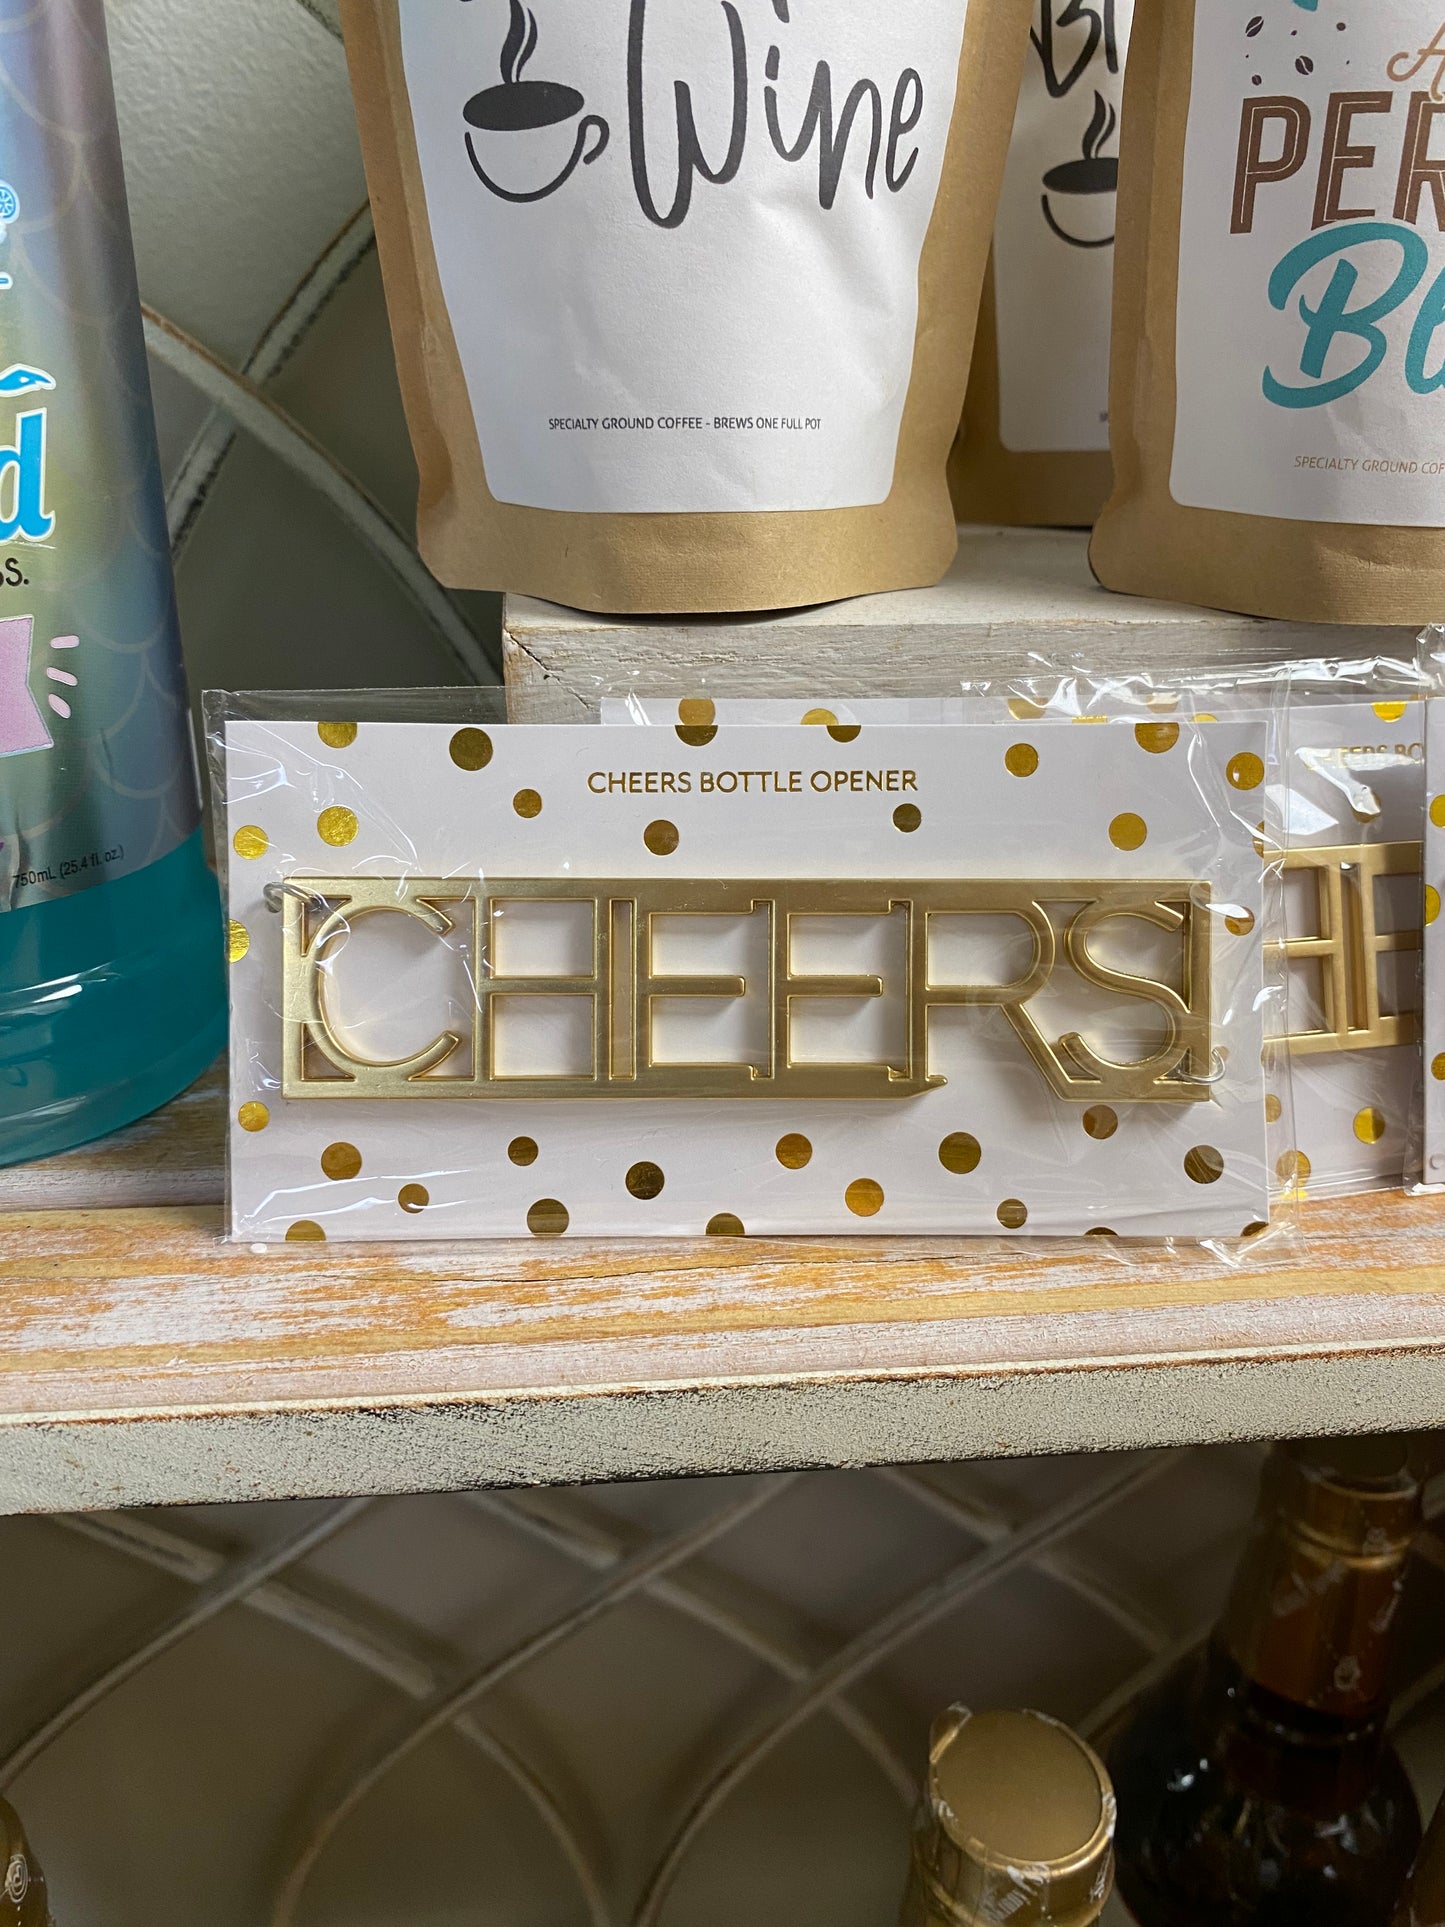 Wine
SPECIALTY GROUND COFFEE - BREWS ONE FULL POT
PER
SPECIALTY GROUND
750mL (25.4 fl. oz.)
CHEERS BOTTLE OPENER
CHEERS